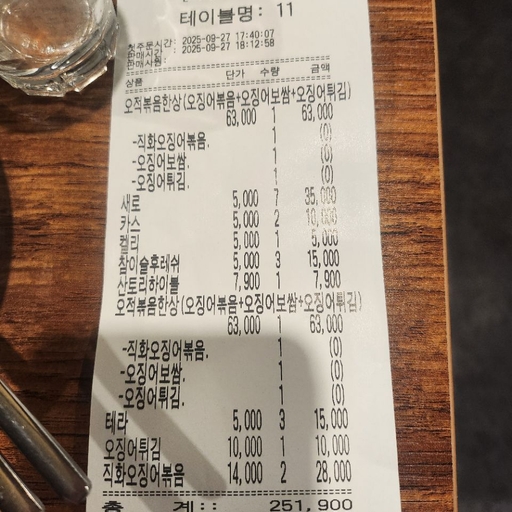 테이블명: 11
첫주문시간: 2025-09-27 17:40:07
판매시간 : 2025-09-27 18:12:58
판매사원:
상품 단가 수량 금액
오적볶음한상(오징어볶음+오징어보쌈+오징어튀김)
63,000 1 63,000
-직화오징어볶음. 1 (0)
-오징어보쌈. 1 (0)
-오징어튀김. 1 (0)
새로 5,000 7 35,000
카스 5,000 2 10,000
켈리 5,000 1 5,000
참이슬후레쉬 5,000 3 15,000
산토리하이볼 7,900 1 7,900
오적볶음한상(오징어볶음+오징어보쌈+오징어튀김)
63,000 1 63,000
-직화오징어볶음. 1 (0)
-오징어보쌈. 1 (0)
-오징어튀김. 1 (0)
테라 5,000 3 15,000
오징어튀김 10,000 1 10,000
직화오징어볶음 14,000 2 28,000
총 계:: 251,900